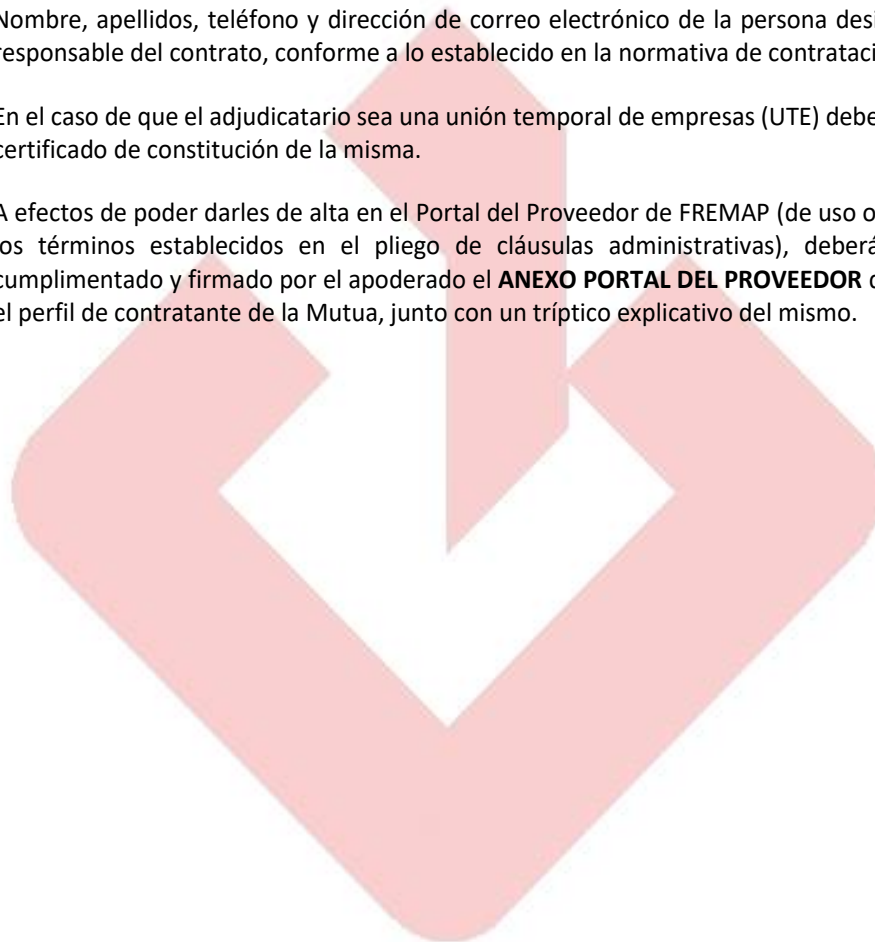 Nombre, apellidos, teléfono y dirección de correo electrónico de la persona desi
responsable del contrato, conforme a lo establecido en la normativa de contrataci
En el caso de que el adjudicatario sea una unión temporal de empresas (UTE) debe
certificado de constitución de la misma.
A efectos de poder darles de alta en el Portal del Proveedor de FREMAP (de uso o
los términos establecidos en el pliego de cláusulas administrativas), deberá
cumplimentado y firmado por el apoderado el ANEXO PORTAL DEL PROVEEDOR
el perfil de contratante de la Mutua, junto con un tríptico explicativo del mismo.